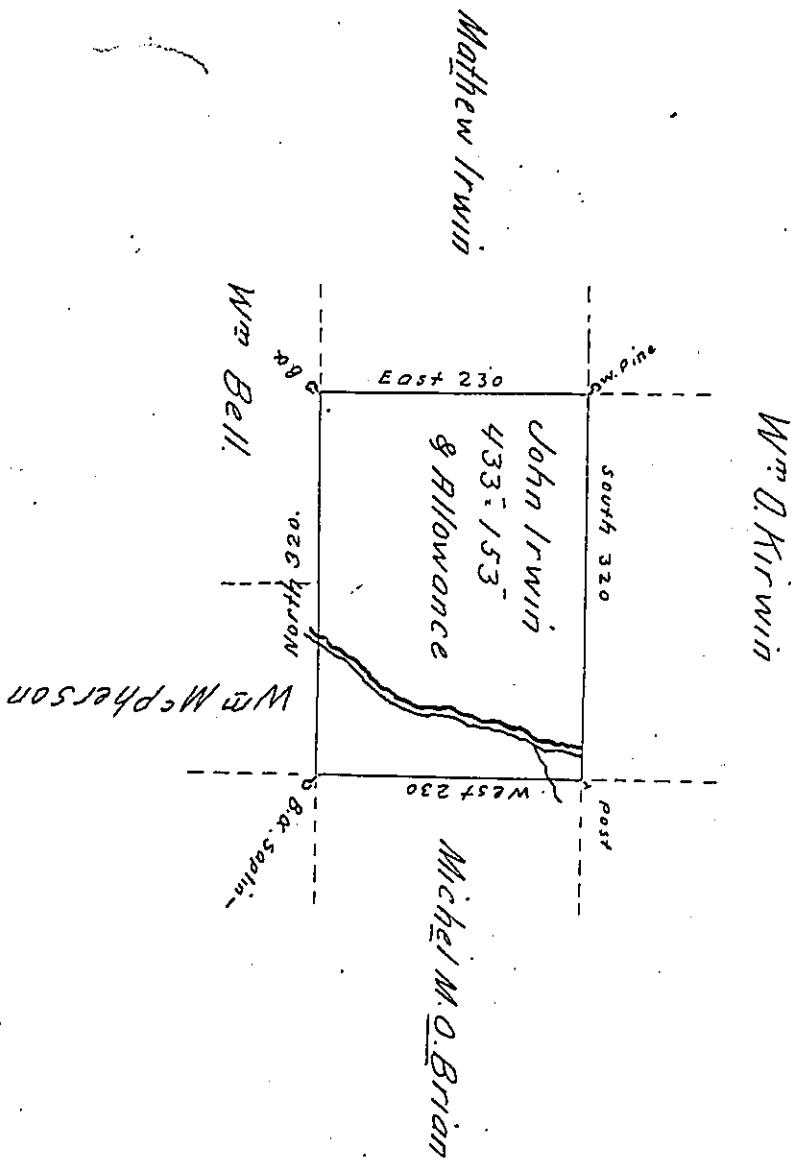 Mathew Irwin
Wm O. Kirwin
Wm Bell.
B.O.
East 230
W. Pine
South 320
John Irwin
433=153
& Allowance
North 320.
Wm McPherson
West 230
Post
B.O. Saplin
Michel M. O. Brian